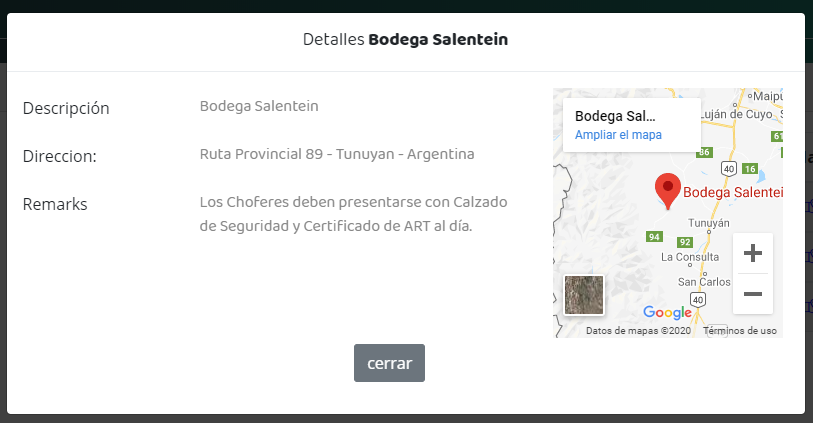 Detalles Bodega Salentein
Descripción
Bodega Salentein
Direccion:
Ruta Provincial 89 - Tunuyan - Argentina
Remarks
Los Choferes deben presentarse con Calzado
de Seguridad y Certificado de ART al día.
Bodega Sal...
Ampliar el mapa
Maipú
Luján de Cuyo
61
86
40
16
Bodega Salentei
Tunuyán
94
92
La Consulta
San Carlos
40
Google
Datos de mapas ©2020
Términos de uso
cerrar